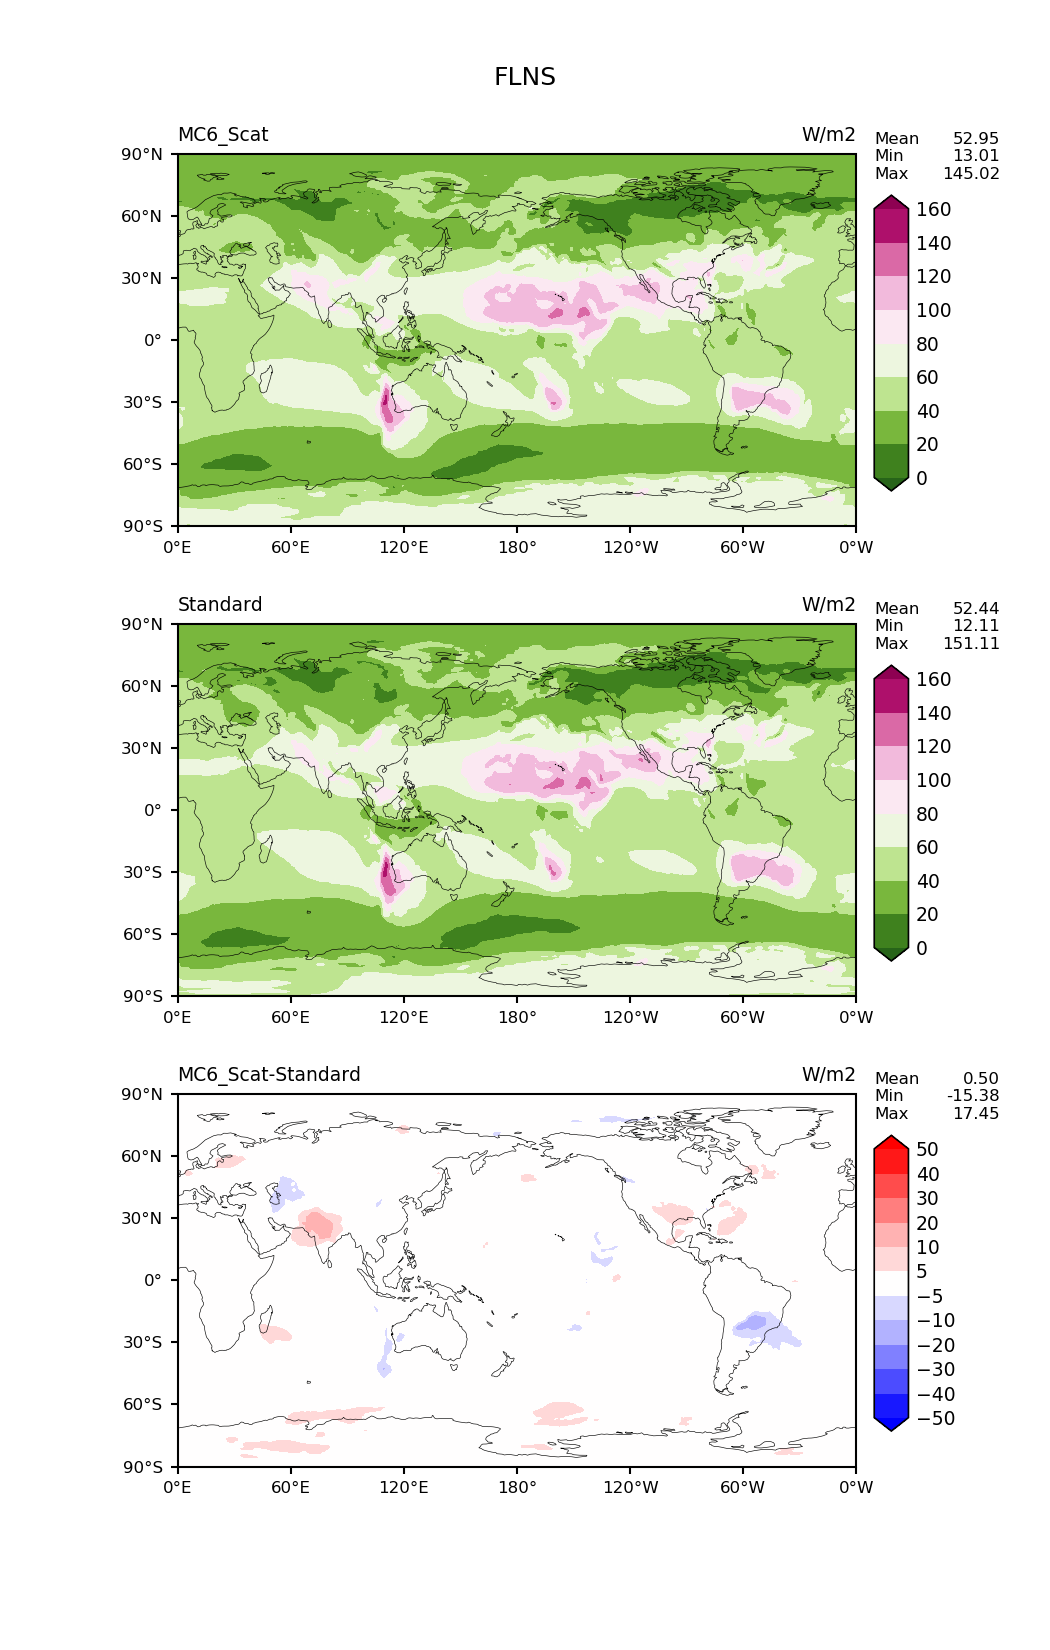 FLNS
MC6_Scat W/m2
Mean 52.95
Min 13.01
Max 145.02
90°N
60°N
30°N
0°
30°S
60°S
90°S
0°E 60°E 120°E 180° 120°W 60°W 0°W
160
140
120
100
80
60
40
20
0
Standard W/m2
Mean 52.44
Min 12.11
Max 151.11
90°N
60°N
30°N
0°
30°S
60°S
90°S
0°E 60°E 120°E 180° 120°W 60°W 0°W
160
140
120
100
80
60
40
20
0
MC6_Scat-Standard W/m2
Mean 0.50
Min -15.38
Max 17.45
90°N
60°N
30°N
0°
30°S
60°S
90°S
0°E 60°E 120°E 180° 120°W 60°W 0°W
50
40
30
20
10
5
−5
−10
−20
−30
−40
−50